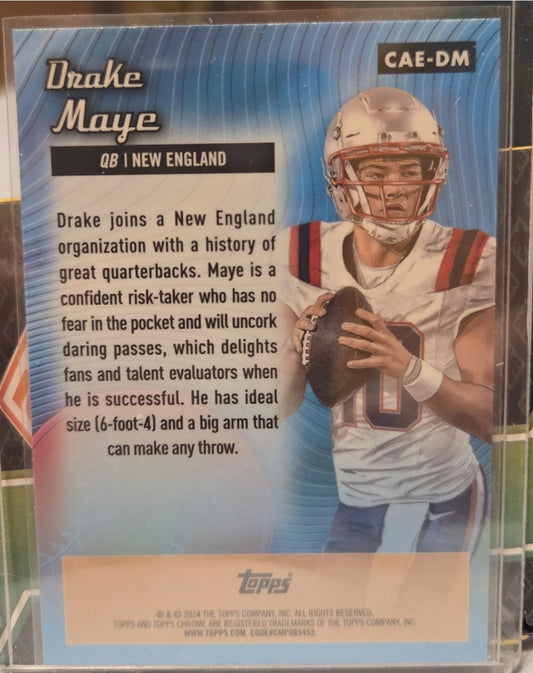 Drake
Maye
CAE-DM
QB | NEW ENGLAND
Drake joins a New England
organization with a history of
great quarterbacks. Maye is a
confident risk-taker who has no
fear in the pocket and will uncork
daring passes, which delights
fans and talent evaluators when
he is successful. He has ideal
size (6-foot-4) and a big arm that
can make any throw.
10
Topps®
® & © 2024 THE TOPPS COMPANY, INC. ALL RIGHTS RESERVED.
TOPPS AND TOPPS CHROME ARE REGISTERED TRADEMARKS OF THE TOPPS COMPANY, INC.
WWW.TOPPS.COM. CODE#CMP085453.